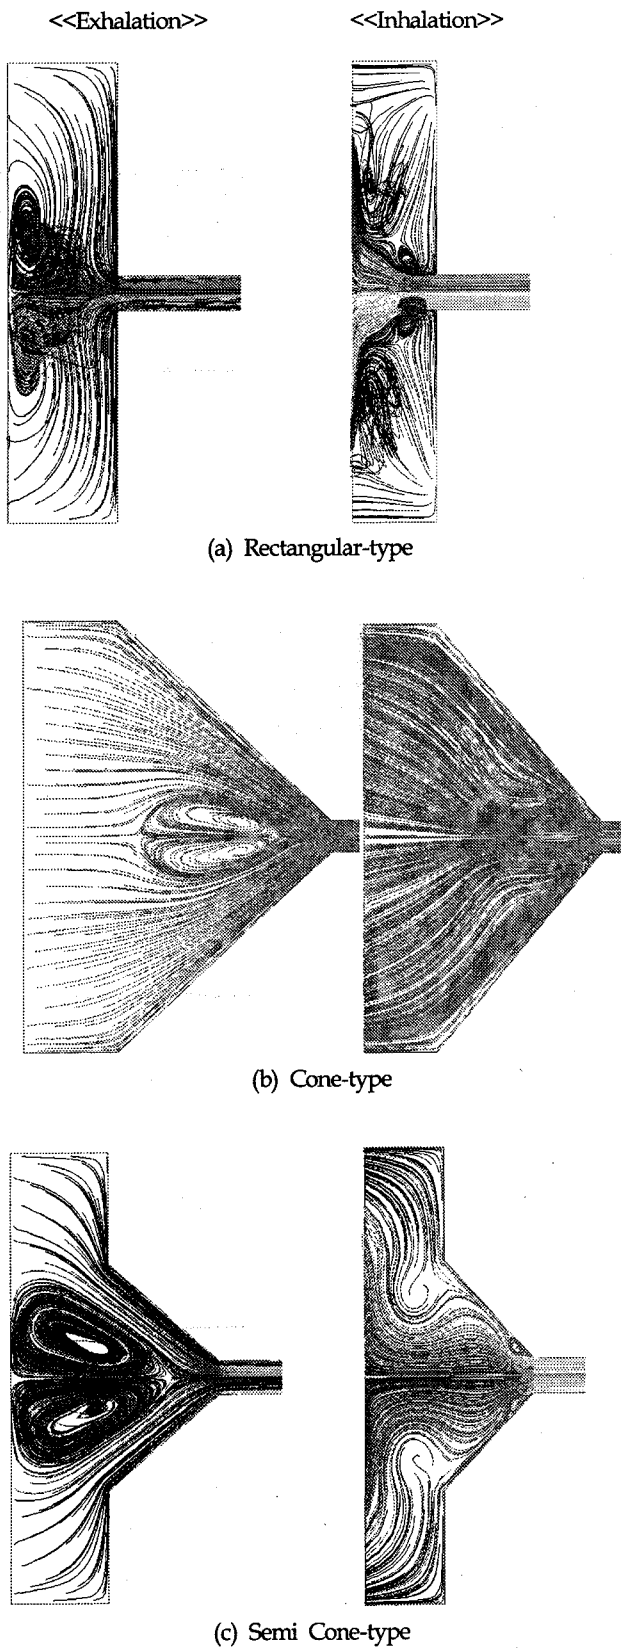 <<Exhalation>> <<Inhalation>>
(a) Rectangular-type
(b) Cone-type
(c) Semi Cone-type